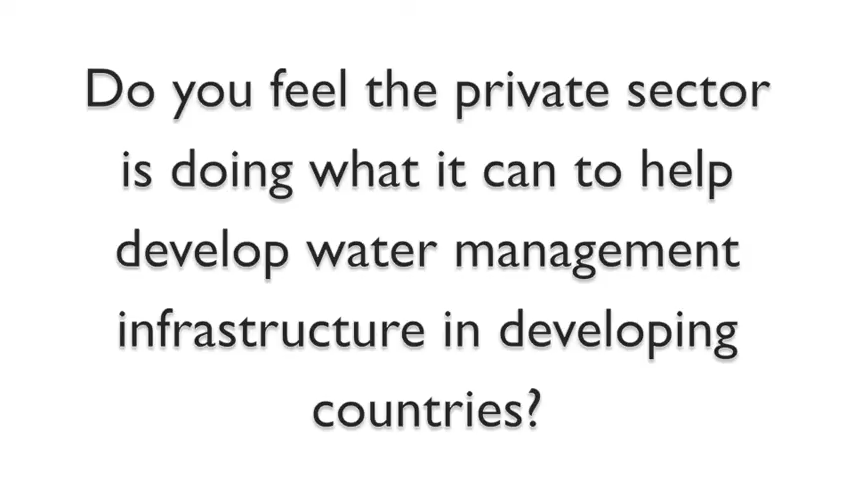 Do you feel the private sector
is doing what it can to help
develop water management
infrastructure in developing
countries?